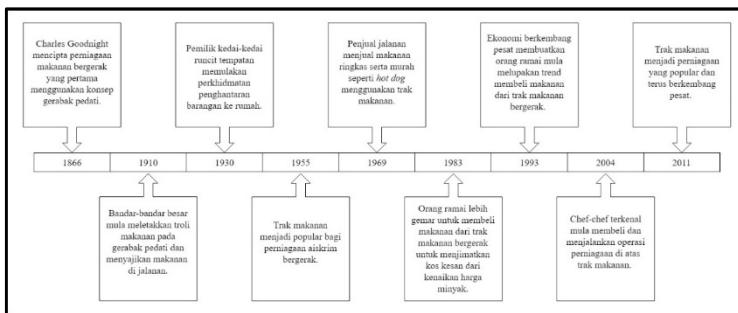 Charles Goodnight
mencipta perniagaan
makanan bergerak
yang pertama
menggunakan konsep
gerabak pedati.
Pemilik kedai-kedai
runcit tempatan
memulakan
perkhidmatan
penghantaran
barangan ke rumah.
Penjual jalanan
menjual makanan
ringkas serta murah
seperti hot dog
menggunakan trak
makanan.
Ekonomi berkembang
pesat membuatkan
orang ramai mula
melupakan trend
membeli makanan
dari trak makanan
bergerak.
Trak makanan
menjadi perniagaan
yang popular dan
terus berkembang
pesat.
1866 1910 1930 1955 1969 1983 1993 2004 2011
Bandar-bandar besar
mula meletakkan troli
makanan pada
gerabak pedati dan
menyajikan makanan
di jalanan.
Trak makanan
menjadi popular bagi
perniagaan aiskrim
bergerak.
Orang ramai lebih
gemar untuk membeli
makanan dari trak
makanan bergerak
untuk menjimatkan
kos kesan dari
kenaikan harga
minyak.
Chef-chef terkenal
mula membeli dan
menjalankan operasi
perniagaan di atas
trak makanan.